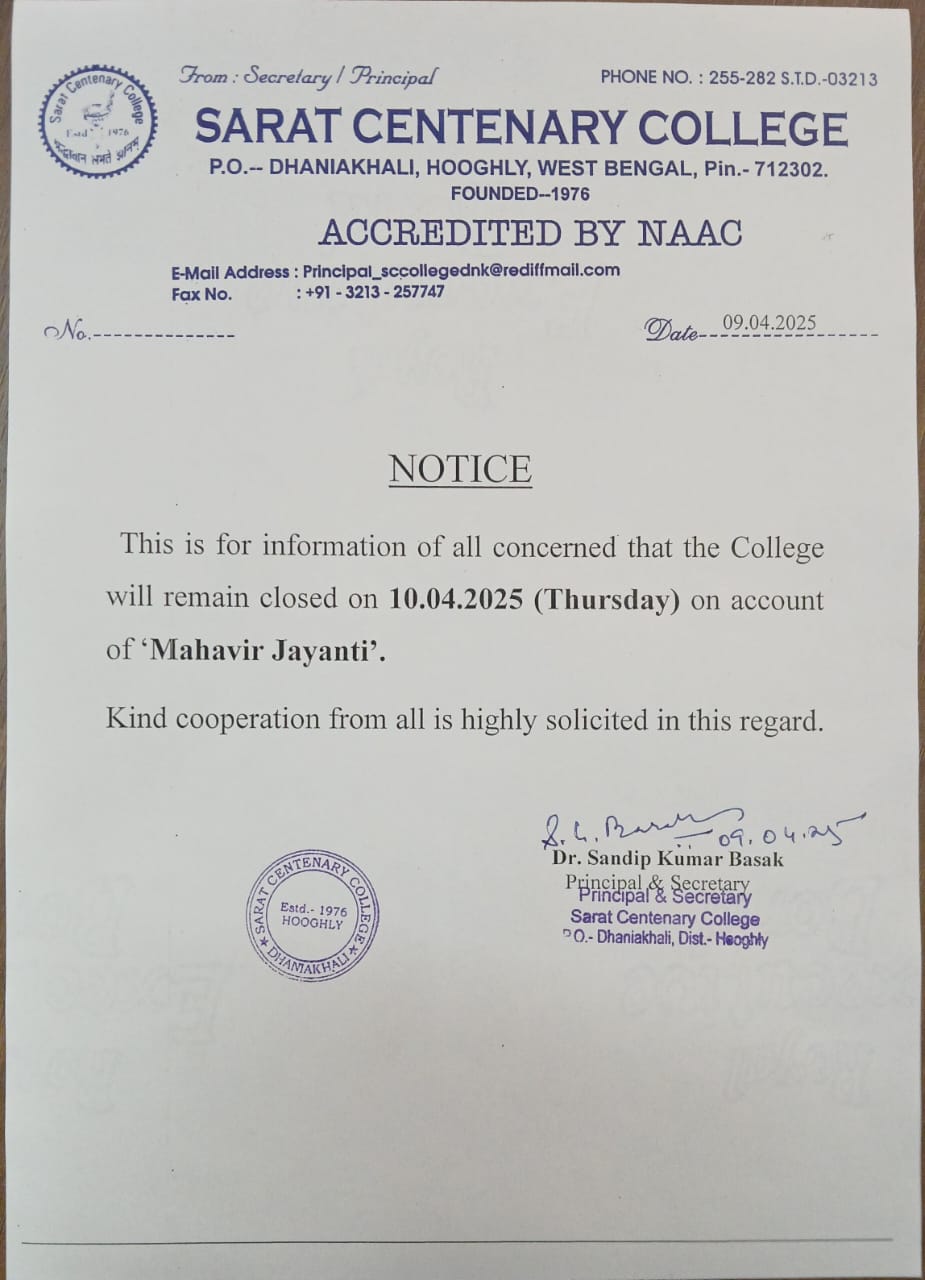 From : Secretary / Principal
PHONE NO. : 255-282 S.T.D.-03213
Sarat Centenary College
Estd 1976
SARAT CENTENARY COLLEGE
P.O.-- DHANIAKHALI, HOOGHLY, WEST BENGAL, Pin.- 712302.
FOUNDED--1976
ACCREDITED BY NAAC
E-Mail Address : Principal_sccollegednk@rediffmail.com
Fax No. : +91 - 3213 - 257747
No.
Date 09.04.2025
NOTICE
This is for information of all concerned that the College
will remain closed on 10.04.2025 (Thursday) on account
of ‘Mahavir Jayanti’.
Kind cooperation from all is highly solicited in this regard.
S. K. Basak
09.04.25
Dr. Sandip Kumar Basak
Principal & Secretary
Principal & Secretary
Sarat Centenary College
P.O.- Dhaniakhali, Dist.- Hooghly
SARAT CENTENARY COLLEGE
Estd.- 1976
HOOGHLY
DHANIAKHALI